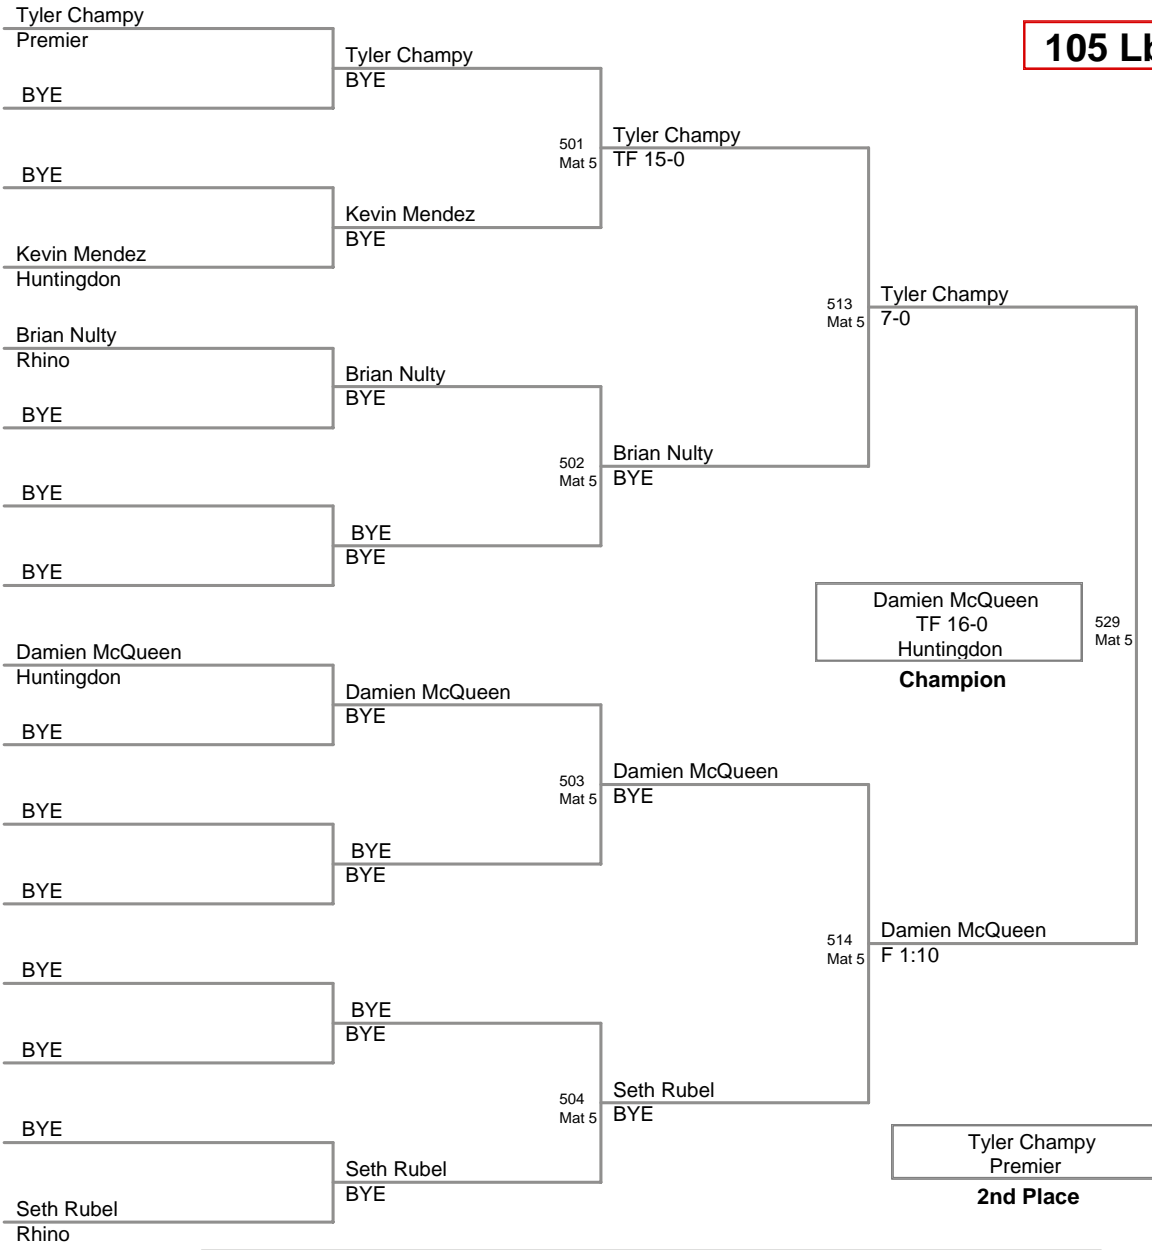 Tyler Champy
Premier
BYE
BYE
Kevin Mendez
Huntingdon
Brian Nulty
Rhino
BYE
BYE
BYE
Damien McQueen
Huntingdon
BYE
BYE
BYE
BYE
BYE
BYE
Seth Rubel
Rhino
Tyler Champy
BYE
Kevin Mendez
BYE
Brian Nulty
BYE
BYE
BYE
Damien McQueen
BYE
BYE
BYE
BYE
BYE
Seth Rubel
BYE
501
Mat 5
Tyler Champy
TF 15-0
502
Mat 5
Brian Nulty
BYE
503
Mat 5
Damien McQueen
BYE
504
Mat 5
Seth Rubel
BYE
513
Mat 5
Tyler Champy
7-0
514
Mat 5
Damien McQueen
F 1:10
105 Lb
Damien McQueen
TF 16-0
Huntingdon
Champion
529
Mat 5
Tyler Champy
Premier
2nd Place